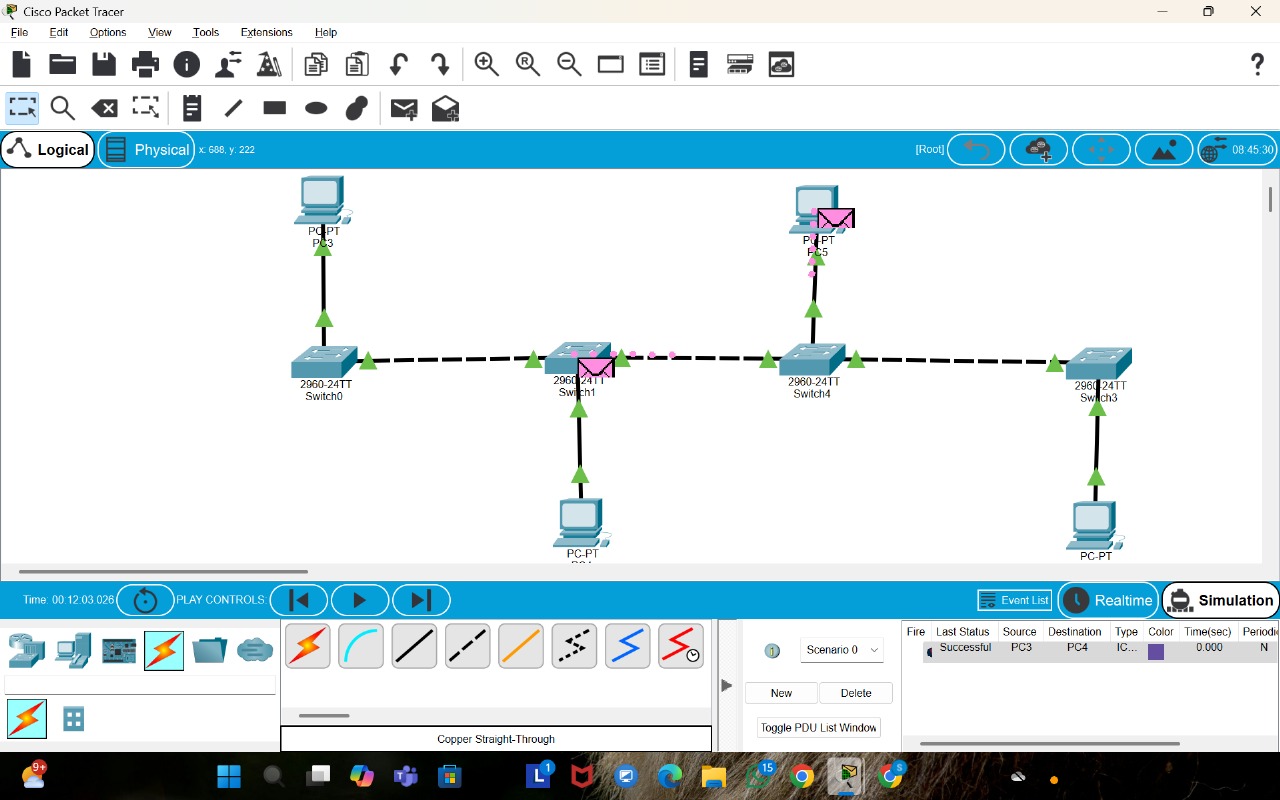 Cisco Packet Tracer
File Edit Options View Tools Extensions Help
Logical Physical x: 688, y: 222 [Root] 08:45:30
PC-PT
PC3
PC-PT
PC5
2960-24TT
Switch0
2960-24TT
Switch1
2960-24TT
Switch4
2960-24TT
Switch3
PC-PT
PC-PT
Time: 00:12:03.026 PLAY CONTROLS: Event List Realtime Simulation
Fire Last Status Source Destination Type Color Time(sec) Periodic
Successful PC3 PC4 IC... 0.000 N
Scenario 0
New Delete
Toggle PDU List Window
Copper Straight-Through
9+ 1 15 S